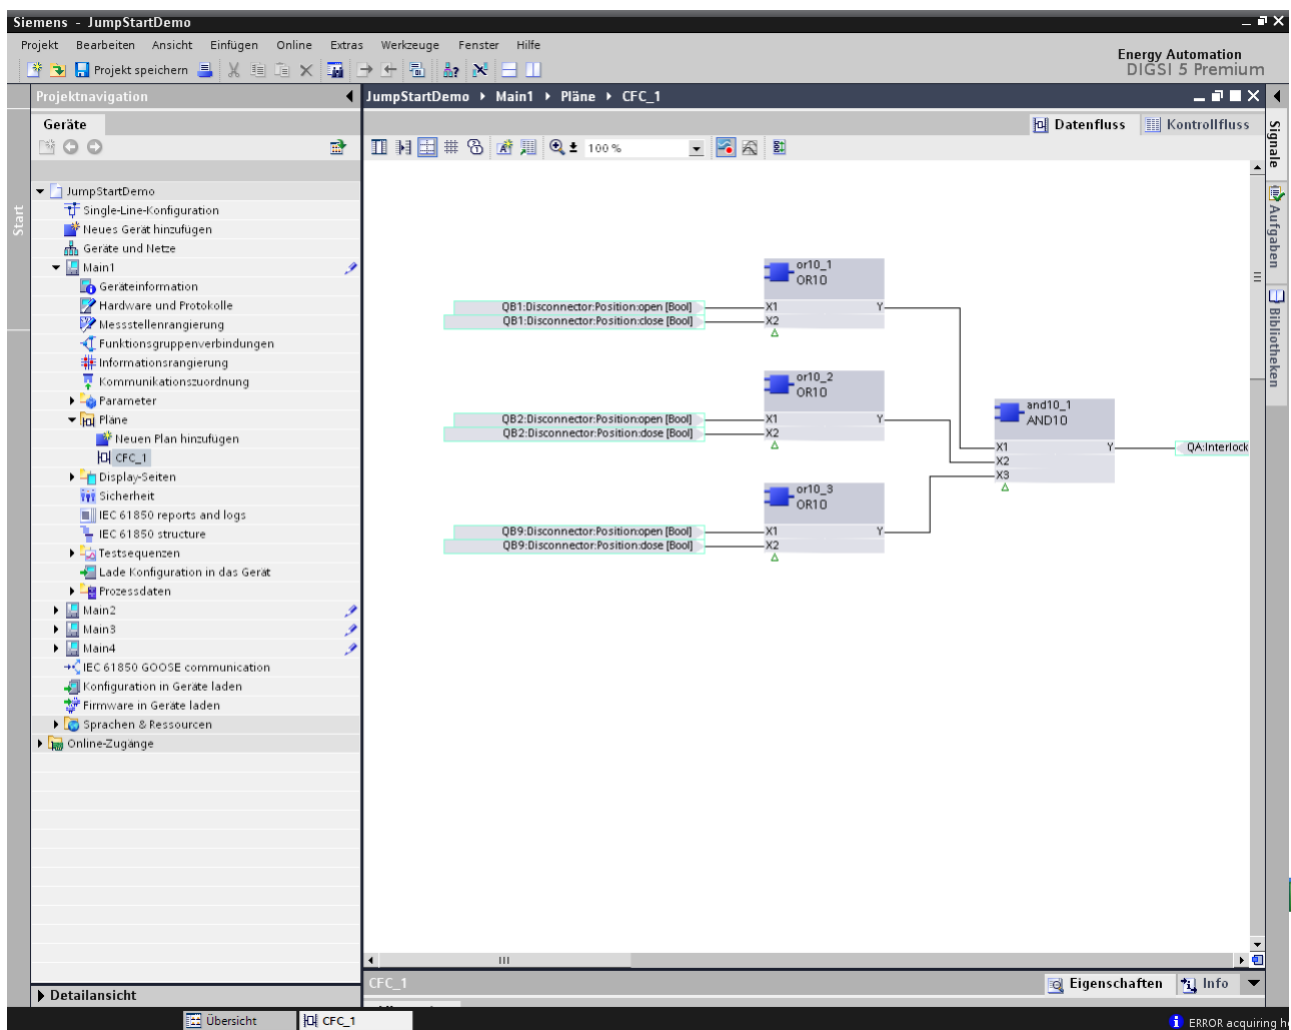 Siemens - JumpStartDemo
Projekt Bearbeiten Ansicht Einfügen Online Extras Werkzeuge Fenster Hilfe
Projekt speichern
Energy Automation
DIGSI 5 Premium
Projektnavigation
JumpStartDemo Main1 Pläne CFC_1
Geräte
Datenfluss Kontrollfluss
100 %
Start
Signale
Aufgaben
Bibliotheken
JumpStartDemo
Single-Line-Konfiguration
Neues Gerät hinzufügen
Geräte und Netze
Main1
Geräteinformation
Hardware und Protokolle
Messstellenrangierung
Funktionsgruppenverbindungen
Informationsrangierung
Kommunikationszuordnung
Parameter
Pläne
Neuen Plan hinzufügen
CFC_1
Display-Seiten
Sicherheit
IEC 61850 reports and logs
IEC 61850 structure
Testsequenzen
Lade Konfiguration in das Gerät
Prozessdaten
Main2
Main3
Main4
IEC 61850 GOOSE communication
Konfiguration in Geräte laden
Firmware in Geräte laden
Sprachen & Ressourcen
Online-Zugänge
Detailansicht
or10_1
OR10
QB1:Disconnector:Position:open [Bool] X1 Y
QB1:Disconnector:Position:close [Bool] X2
or10_2
OR10
QB2:Disconnector:Position:open [Bool] X1 Y
QB2:Disconnector:Position:close [Bool] X2
and10_1
AND10
X1 Y QA:Interlock
X2
X3
or10_3
OR10
QB9:Disconnector:Position:open [Bool] X1 Y
QB9:Disconnector:Position:close [Bool] X2
CFC_1
Eigenschaften Info
Übersicht CFC_1
ERROR acquiring